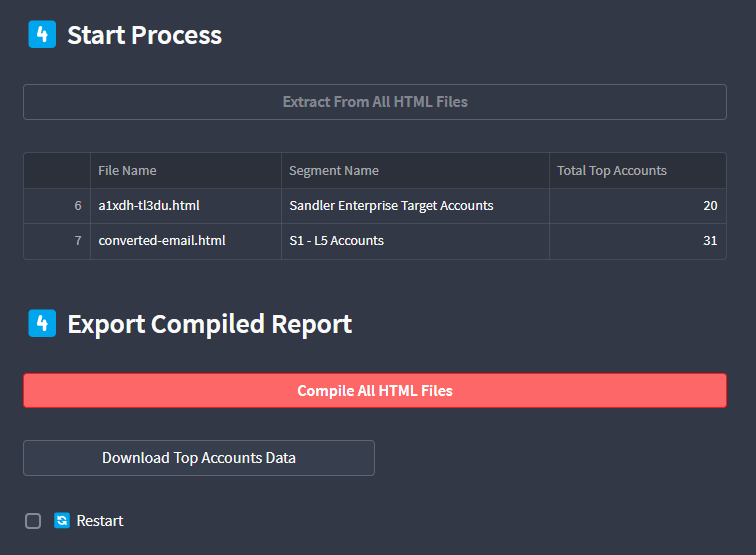 4 Start Process
Extract From All HTML Files
File Name Segment Name Total Top Accounts
6 a1xdh-tl3du.html Sandler Enterprise Target Accounts 20
7 converted-email.html S1 - L5 Accounts 31
4 Export Compiled Report
Compile All HTML Files
Download Top Accounts Data
Restart